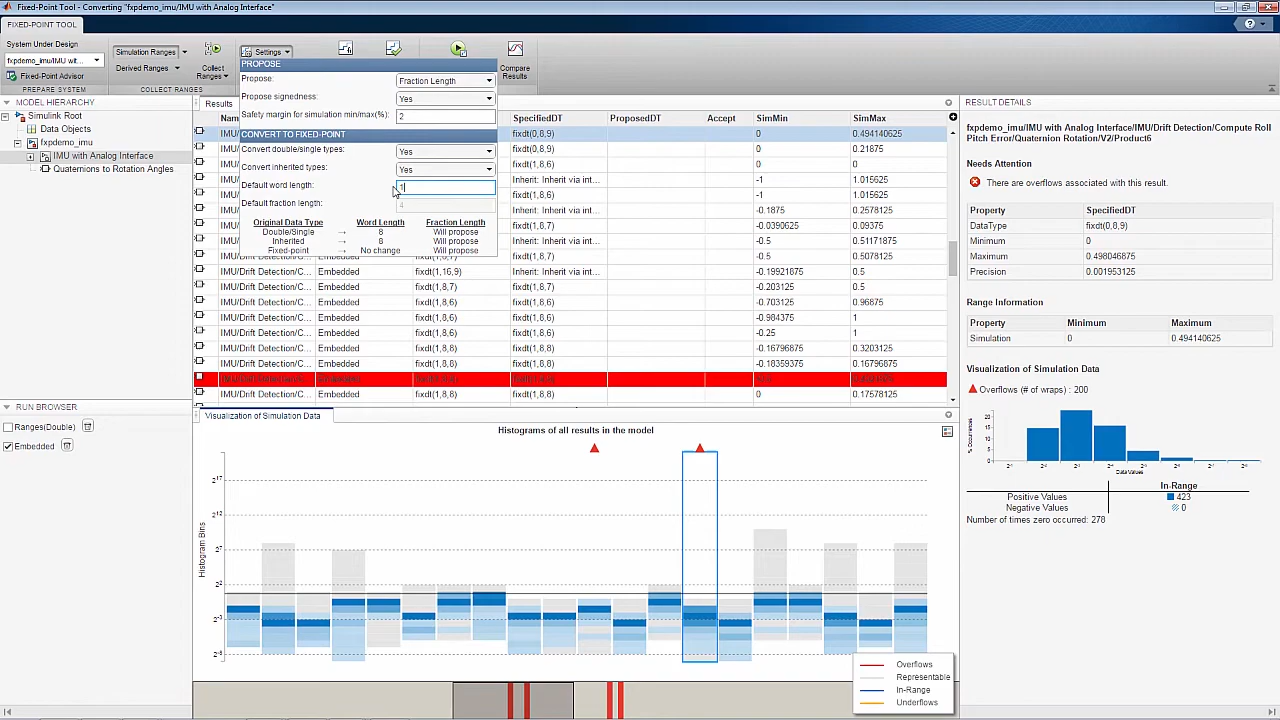 Fixed-Point Tool - Converting "fxpdemo_imu/IMU with Analog Interface"
FIXED-POINT TOOL
System Under Design
fxpdemo_imu/IMU wit...
Fixed-Point Advisor
PREPARE SYSTEM
Simulation Ranges
Derived Ranges
Collect
Ranges
COLLECT RANGES
Settings
Compare
Results
PROPOSE
Propose:
Fraction Length
Propose signedness:
Yes
Safety margin for simulation min/max(%):
2
CONVERT TO FIXED-POINT
Convert double/single types:
Yes
Convert inherited types:
Yes
Default word length:
1
Default fraction length:
4
Original Data Type Word Length Fraction Length
Double/Single → 8 Will propose
Inherited → 8 Will propose
Fixed-point → No change Will propose
MODEL HIERARCHY
Simulink Root
Data Objects
fxpdemo_imu
IMU with Analog Interface
Quaternions to Rotation Angles
RUN BROWSER
Ranges(Double)
Embedded
Results
SpecifiedDT ProposedDT Accept SimMin SimMax
fixdt(0,8,9) 0 0.494140625
fixdt(0,8,9) 0 0.21875
fixdt(1,8,6) 0 0
Inherit: Inherit via int... -1 1.015625
fixdt(1,8,6) -1 1.015625
Inherit: Inherit via int... -0.1875 0.2578125
fixdt(1,8,7) -0.0390625 0.09375
Inherit: Inherit via int... -0.5 0.51171875
-0.5 0.5078125
IMU/Drift Detection/C... Embedded fixdt(1,16,9) Inherit: Inherit via int... -0.19921875 0.5
IMU/Drift Detection/C... Embedded fixdt(1,8,7) fixdt(1,8,7) -0.203125 0.5
IMU/Drift Detection/C... Embedded fixdt(1,8,6) fixdt(1,8,6) -0.703125 0.96875
IMU/Drift Detection/C... Embedded fixdt(1,8,6) fixdt(1,8,6) -0.984375 1
IMU/Drift Detection/C... Embedded fixdt(1,8,6) fixdt(1,8,6) -0.25 1
IMU/Drift Detection/C... Embedded fixdt(1,8,8) fixdt(1,8,8) -0.16796875 0.3203125
IMU/Drift Detection/C... Embedded fixdt(1,8,8) fixdt(1,8,8) -0.18359375 0.16796875
IMU/Drift Detection/C... Embedded fixdt(1,8,8) fixdt(1,8,8) 0 0.17578125
Visualization of Simulation Data
Histograms of all results in the model
Histogram Bins
Overflows
Representable
In-Range
Underflows
RESULT DETAILS
fxpdemo_imu/IMU with Analog Interface/Drift Detection/Compute Roll
Pitch Error/Quaternion Rotation/V2/Product6
Needs Attention
There are overflows associated with this result.
Property SpecifiedDT
DataType fixdt(0,8,9)
Minimum 0
Maximum 0.498046875
Precision 0.001953125
Range Information
Property Minimum Maximum
Simulation 0 0.494140625
Visualization of Simulation Data
Overflows (# of wraps) : 200
% Occurrences
20
15
10
5
0
Data Values
In-Range
Positive Values 423
Negative Values 0
Number of times zero occurred: 278